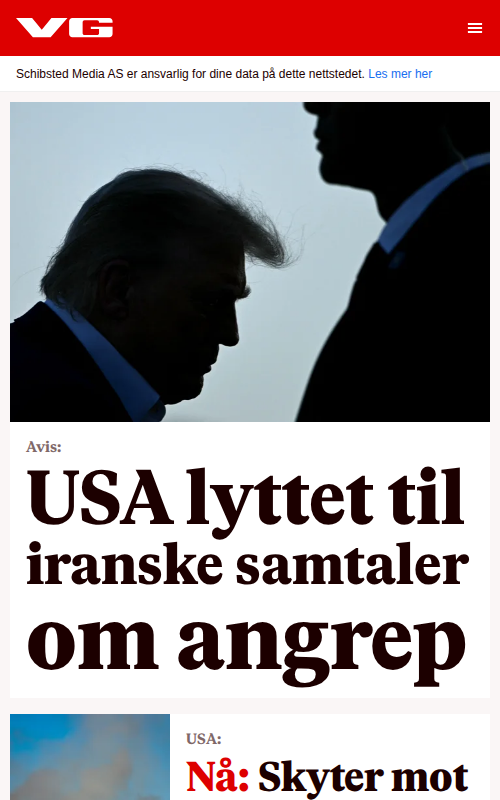 VG
Schibsted Media AS er ansvarlig for dine data på dette nettstedet. Les mer her
Avis:
USA lyttet til
iranske samtaler
om angrep
USA:
Nå: Skyter mot